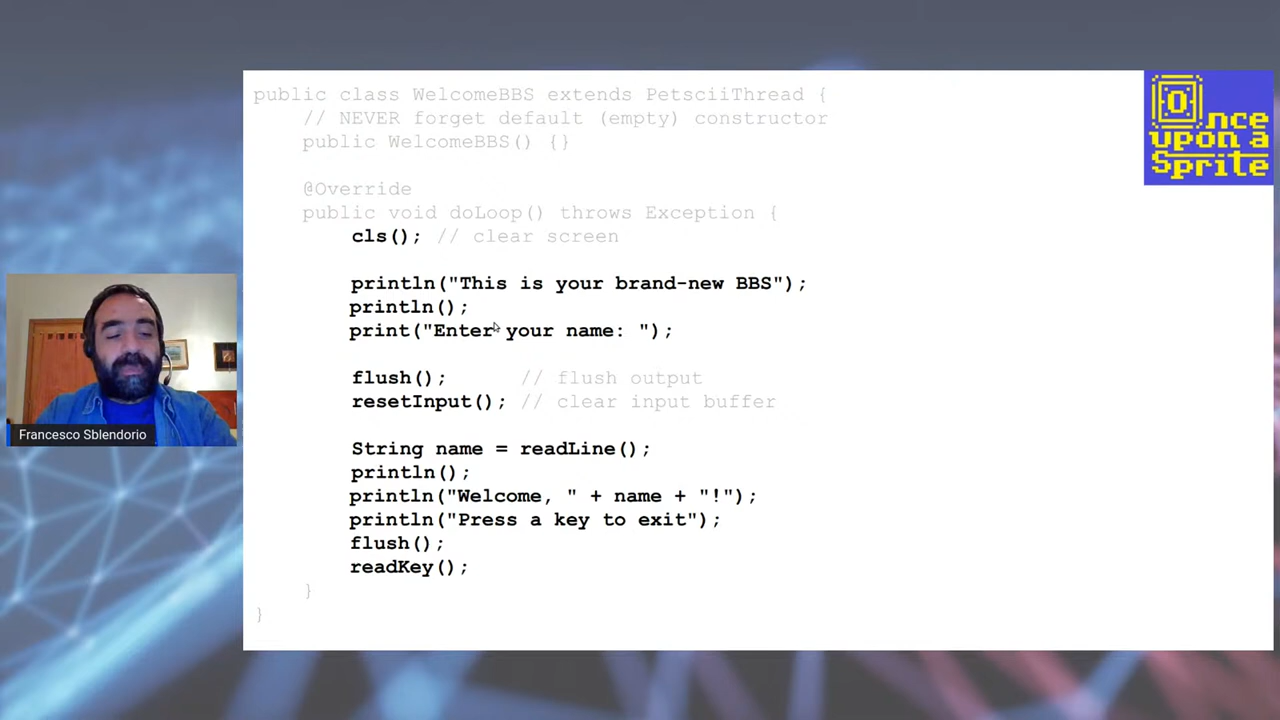 public class WelcomeBBS extends PetsciiThread {
// NEVER forget default (empty) constructor
public WelcomeBBS() {}
@Override
public void doLoop() throws Exception {
cls(); // clear screen
println("This is your brand-new BBS");
println();
print("Enter your name: ");
flush(); // flush output
resetInput(); // clear input buffer
String name = readLine();
println();
println("Welcome, " + name + "!");
println("Press a key to exit");
flush();
readKey();
}
}
Once
upon a
Sprite
Francesco Sblendorio